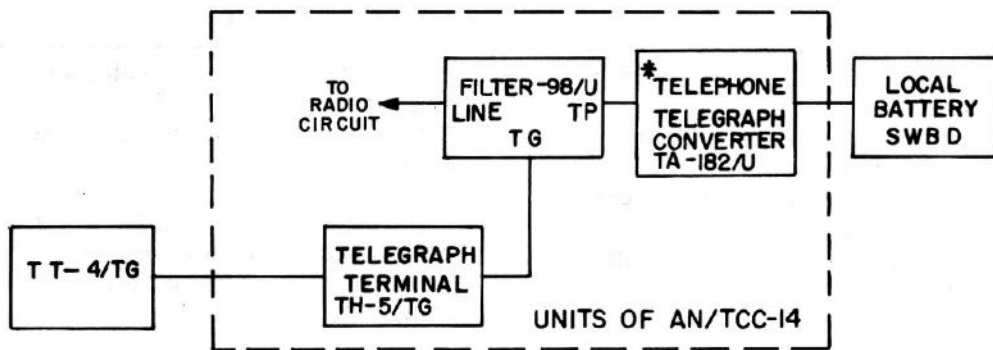 TO
RADIO
CIRCUIT
FILTER-98/U
LINE TP
TG
*TELEPHONE
TELEGRAPH
CONVERTER
TA-182/U
LOCAL
BATTERY
SWBD
TT-4/TG
TELEGRAPH
TERMINAL
TH-5/TG
UNITS OF AN/TCC-14